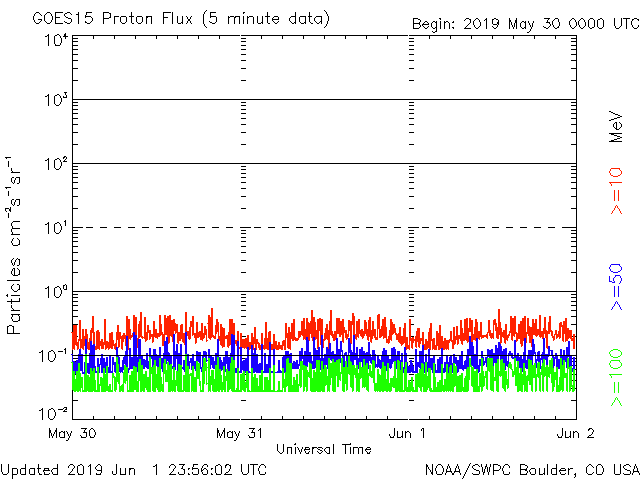 GOES15 Proton Flux (5 minute data)
Begin: 2019 May 30 0000 UTC
Particles cm⁻²s⁻¹sr⁻¹
10⁴
10³
10²
10¹
10⁰
10⁻¹
10⁻²
May 30
May 31
Jun 1
Jun 2
Universal Time
MeV
>=10
>=50
>=100
Updated 2019 Jun 1 23:56:02 UTC
NOAA/SWPC Boulder, CO USA